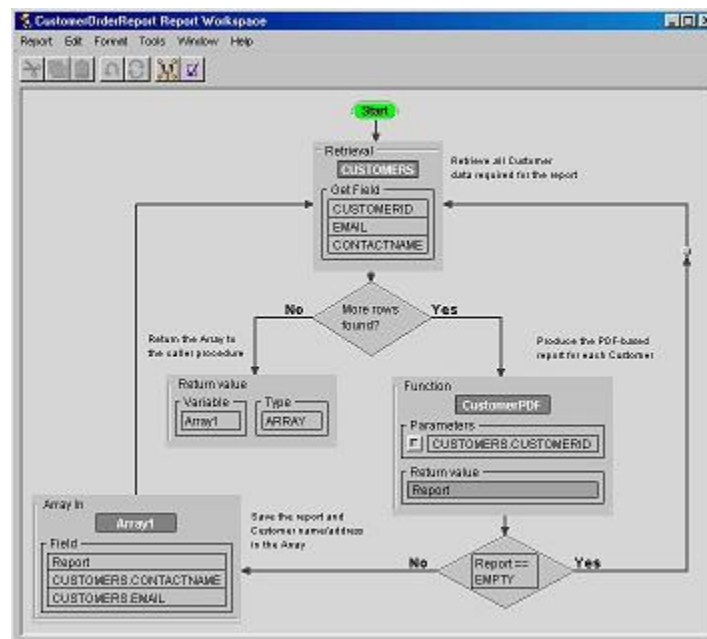 CustomerOrderReport Report Workspace
Report Edit Format Tools Window Help
Start
Retrieval
CUSTOMERS
Get Field
CUSTOMERID
EMAIL
CONTACTNAME
Retrieve all Customer
data required for the report
More rows
found?
No
Yes
Return the Array to
the caller procedure
Return value
Variable
Array1
Type
ARRAY
Produce the PDF-based
report for each Customer
Function
CustomerPDF
Parameters
F CUSTOMERS.CUSTOMERID
Return value
Report
Report ==
EMPTY
No
Yes
Save the report and
Customer name/address
in the Array
Array In
Array1
Field
Report
CUSTOMERS.CONTACTNAME
CUSTOMERS.EMAIL